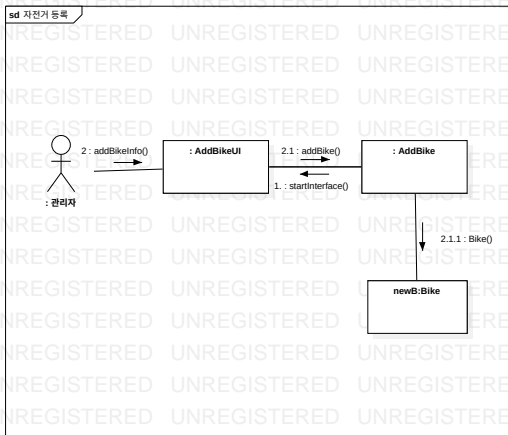 sd 자전거 등록
2 : addBikeInfo()
: AddBikeUI
2.1 : addBike()
: AddBike
1. : startInterface()
: 관리자
2.1.1 : Bike()
newB:Bike
UNREGISTERED